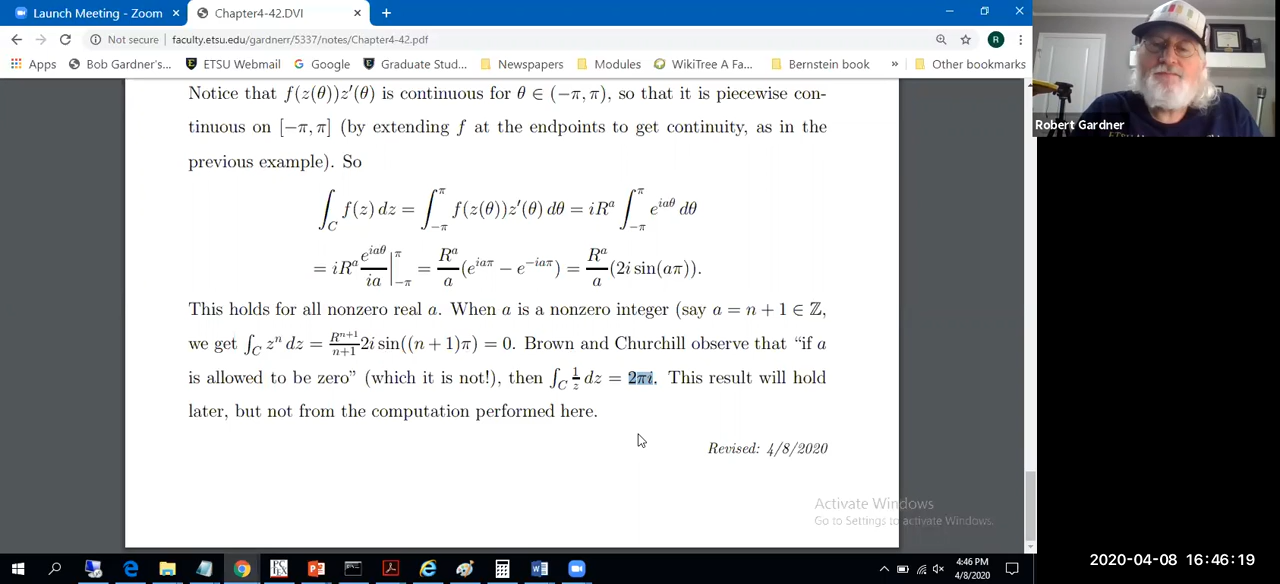 Launch Meeting - Zoom
Chapter4-42.DVI
Not secure | faculty.etsu.edu/gardnerr/5337/notes/Chapter4-42.pdf
R
Apps Bob Gardner's... ETSU Webmail Google Graduate Stud... Newspapers Modules WikiTree A Fa... Bernstein book » Other bookmarks
Notice that f(z(θ))z′(θ) is continuous for θ ∈ (−π, π), so that it is piecewise con-
tinuous on [−π, π] (by extending f at the endpoints to get continuity, as in the
previous example). So
∫_C f(z) dz = ∫_{−π}^{π} f(z(θ))z′(θ) dθ = iR^a ∫_{−π}^{π} e^{iaθ} dθ
= iR^a e^{iaθ}/ia |_{−π}^{π} = R^a/a (e^{iaπ} − e^{−iaπ}) = R^a/a (2i sin(aπ)).
This holds for all nonzero real a. When a is a nonzero integer (say a = n + 1 ∈ ℤ,
we get ∫_C z^n dz = R^{n+1}/n+1 2i sin((n + 1)π) = 0. Brown and Churchill observe that “if a
is allowed to be zero” (which it is not!), then ∫_C 1/z dz = 2πi. This result will hold
later, but not from the computation performed here.
Revised: 4/8/2020
Activate Windows
Go to Settings to activate Windows.
4:46 PM
4/8/2020
Robert Gardner
2020-04-08 16:46:19